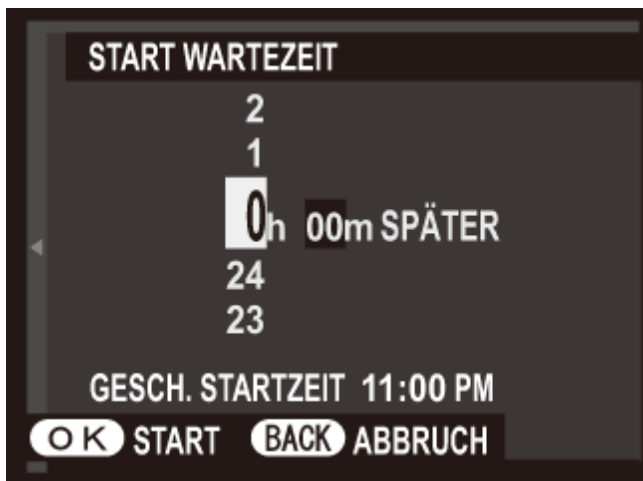 START WARTEZEIT
2
1
0h 00m SPÄTER
24
23
GESCH. STARTZEIT 11:00 PM
OK START BACK ABBRUCH